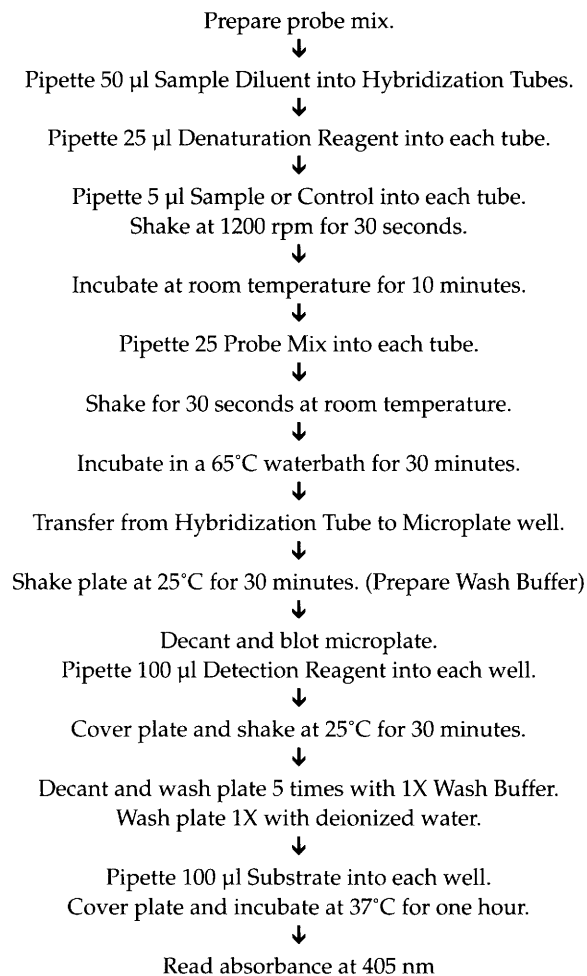 Prepare probe mix.
↓
Pipette 50 µl Sample Diluent into Hybridization Tubes.
↓
Pipette 25 µl Denaturation Reagent into each tube.
↓
Pipette 5 µl Sample or Control into each tube.
Shake at 1200 rpm for 30 seconds.
↓
Incubate at room temperature for 10 minutes.
↓
Pipette 25 Probe Mix into each tube.
↓
Shake for 30 seconds at room temperature.
↓
Incubate in a 65˚C waterbath for 30 minutes.
↓
Transfer from Hybridization Tube to Microplate well.
↓
Shake plate at 25˚C for 30 minutes. (Prepare Wash Buffer)
↓
Decant and blot microplate.
Pipette 100 µl Detection Reagent into each well.
↓
Cover plate and shake at 25˚C for 30 minutes.
↓
Decant and wash plate 5 times with 1X Wash Buffer.
Wash plate 1X with deionized water.
↓
Pipette 100 µl Substrate into each well.
Cover plate and incubate at 37˚C for one hour.
↓
Read absorbance at 405 nm